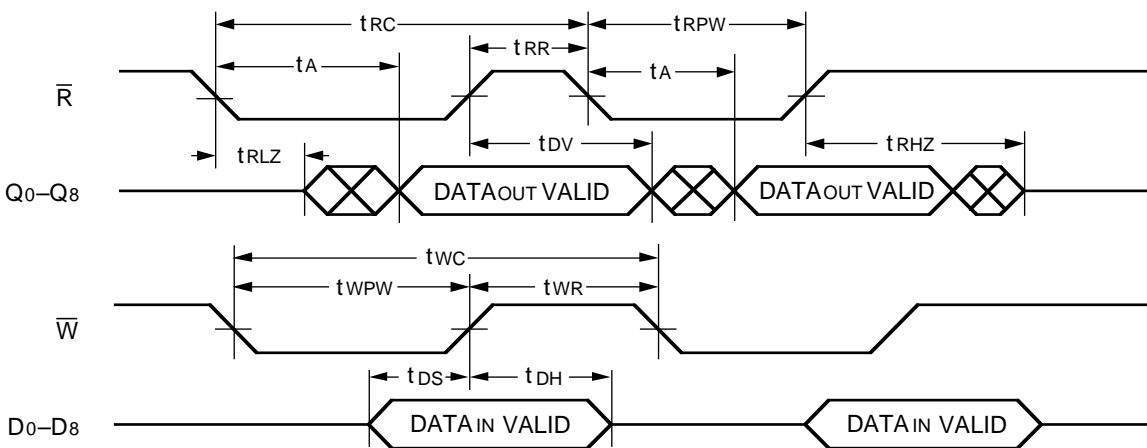 tRC tRPW
tRR
tA tA
R̅
tRLZ tDV tRHZ
Q0–Q8 DATAOUT VALID DATAOUT VALID
tWC
tWPW tWR
W̅
tDS tDH
D0–D8 DATAIN VALID DATAIN VALID